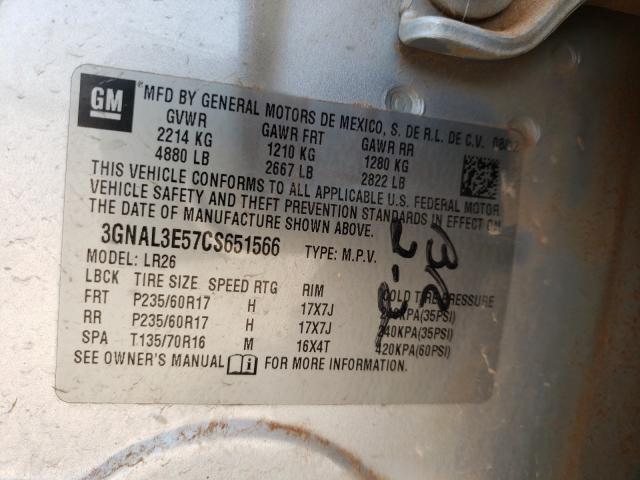 GM ® MFD BY GENERAL MOTORS DE MEXICO, S. DE R.L. DE C.V.
GVWR GAWR FRT GAWR RR
2214 KG 1210 KG 1280 KG
4880 LB 2667 LB 2822 LB
THIS VEHICLE CONFORMS TO ALL APPLICABLE U.S. FEDERAL MOTOR
VEHICLE SAFETY AND THEFT PREVENTION STANDARDS IN EFFECT ON
THE DATE OF MANUFACTURE SHOWN ABOVE.
3GNAL3E57CS651566 TYPE: M.P.V.
MODEL: LR26
LBCK TIRE SIZE SPEED RTG RIM COLD TIRE PRESSURE
FRT P235/60R17 H 17X7J 240KPA(35PSI)
RR P235/60R17 H 17X7J 240KPA(35PSI)
SPA T135/70R16 M 16X4T 420KPA(60PSI)
SEE OWNER'S MANUAL FOR MORE INFORMATION.